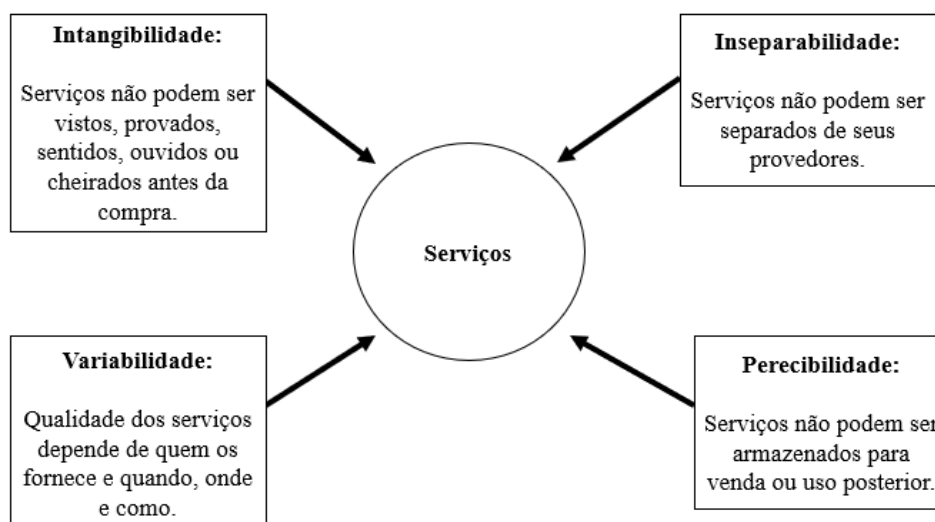 Intangibilidade:
Serviços não podem ser
vistos, provados,
sentidos, ouvidos ou
cheirados antes da
compra.
Inseparabilidade:
Serviços não podem ser
separados de seus
provedores.
Serviços
Variabilidade:
Qualidade dos serviços
depende de quem os
fornece e quando, onde
e como.
Perecibilidade:
Serviços não podem ser
armazenados para
venda ou uso posterior.